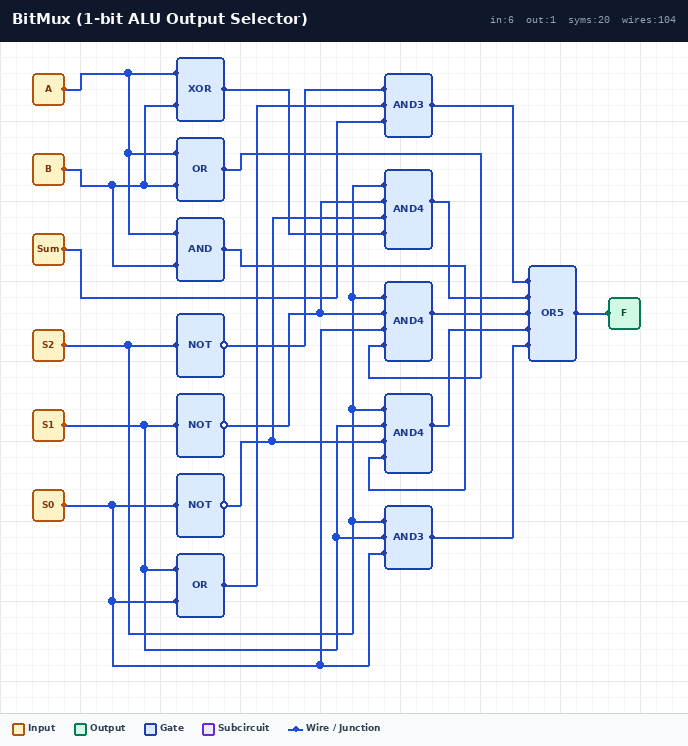 BitMux (1-bit ALU Output Selector)
in:6 out:1 syms:20 wires:104
A
B
Sum
S2
S1
S0
XOR
OR
AND
NOT
NOT
NOT
OR
AND3
AND4
AND4
AND4
AND3
OR5
F
Input
Output
Gate
Subcircuit
Wire / Junction